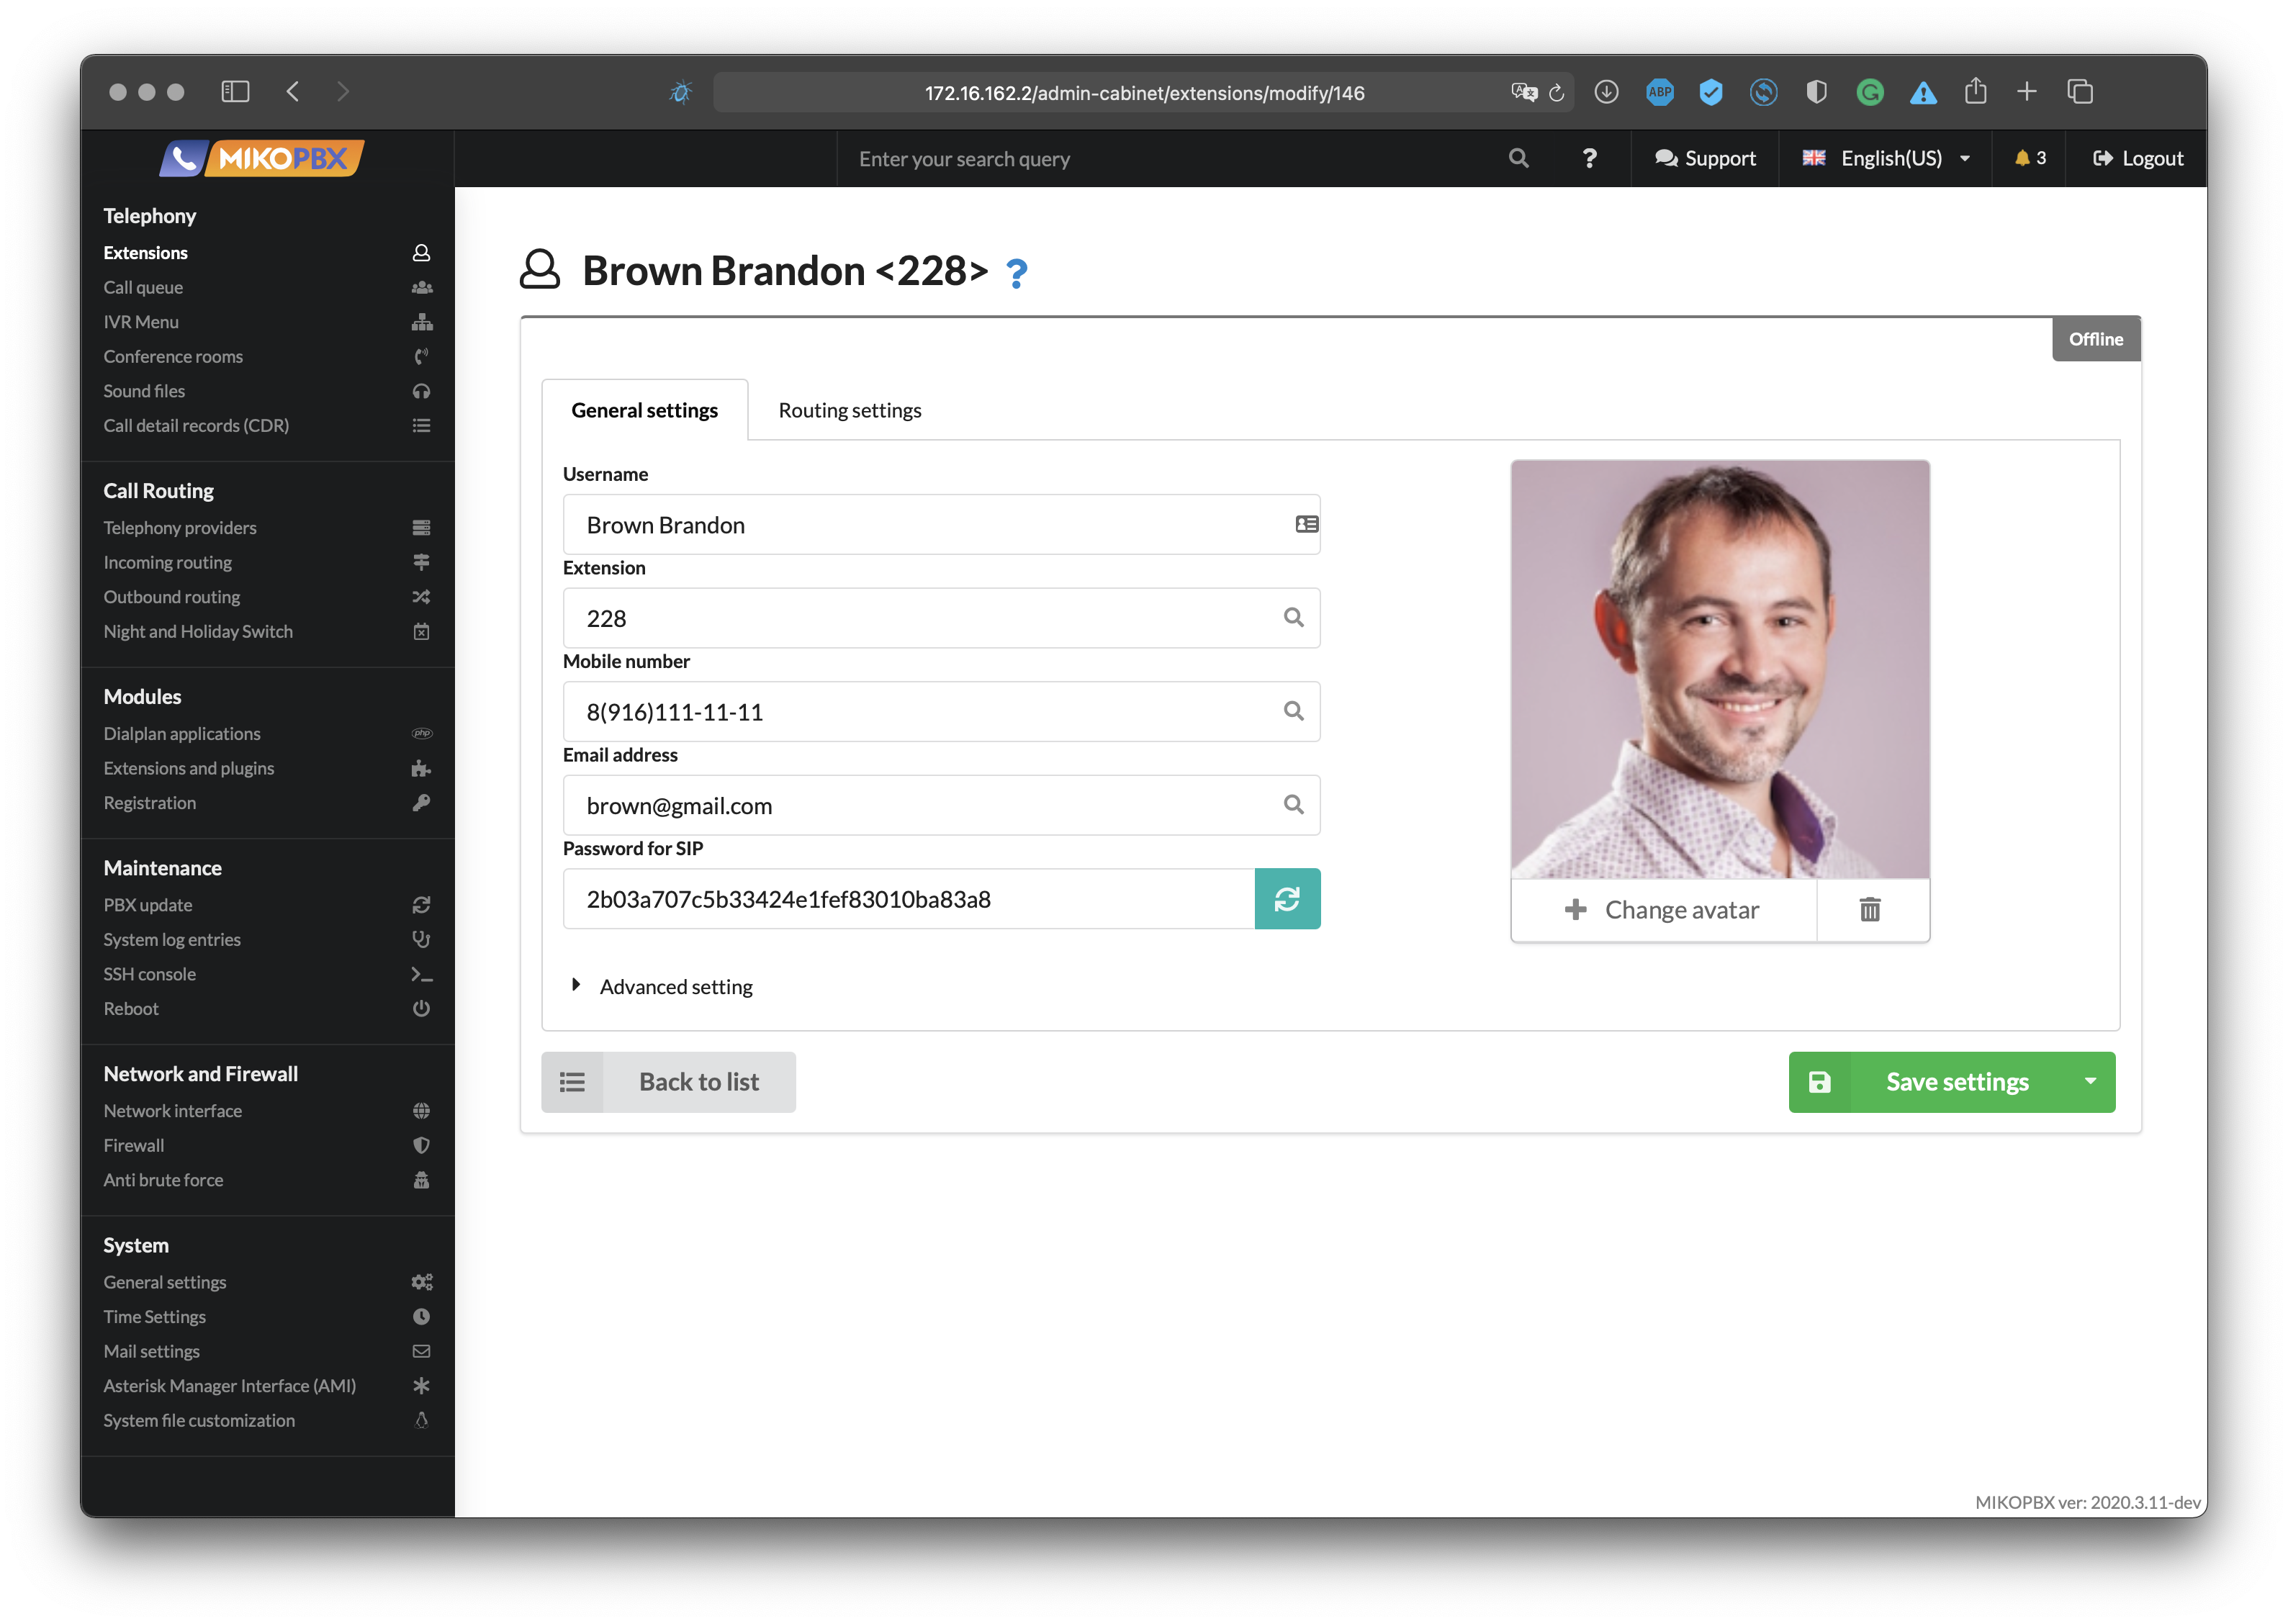 172.16.162.2/admin-cabinet/extensions/modify/146
ABP
MIKOPBX
Enter your search query
?
Support
English(US)
3
Logout
Telephony
Extensions
Call queue
IVR Menu
Conference rooms
Sound files
Call detail records (CDR)
Call Routing
Telephony providers
Incoming routing
Outbound routing
Night and Holiday Switch
Modules
Dialplan applications
php
Extensions and plugins
Registration
Maintenance
PBX update
System log entries
SSH console
Reboot
Network and Firewall
Network interface
Firewall
Anti brute force
System
General settings
Time Settings
Mail settings
Asterisk Manager Interface (AMI)
System file customization
Brown Brandon <228> ?
Offline
General settings
Routing settings
Username
Brown Brandon
Extension
228
Mobile number
8(916)111-11-11
Email address
brown@gmail.com
Password for SIP
2b03a707c5b33424e1fef83010ba83a8
Change avatar
Advanced setting
Back to list
Save settings
MIKOPBX ver: 2020.3.11-dev